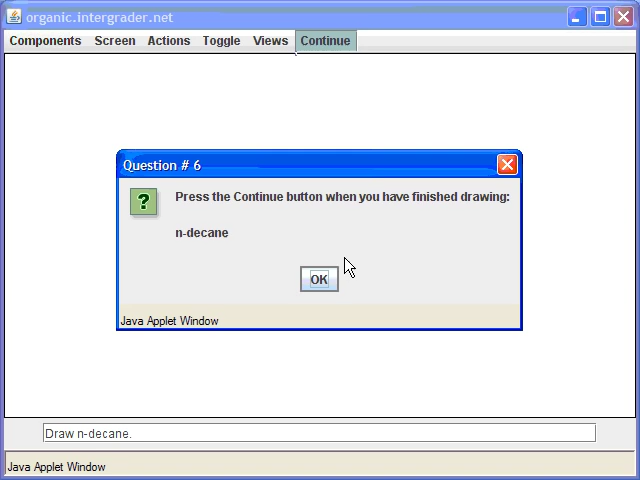 organic.intergrader.net
Components Screen Actions Toggle Views Continue
Question # 6
?
Press the Continue button when you have finished drawing:
n-decane
OK
Java Applet Window
Draw n-decane.
Java Applet Window